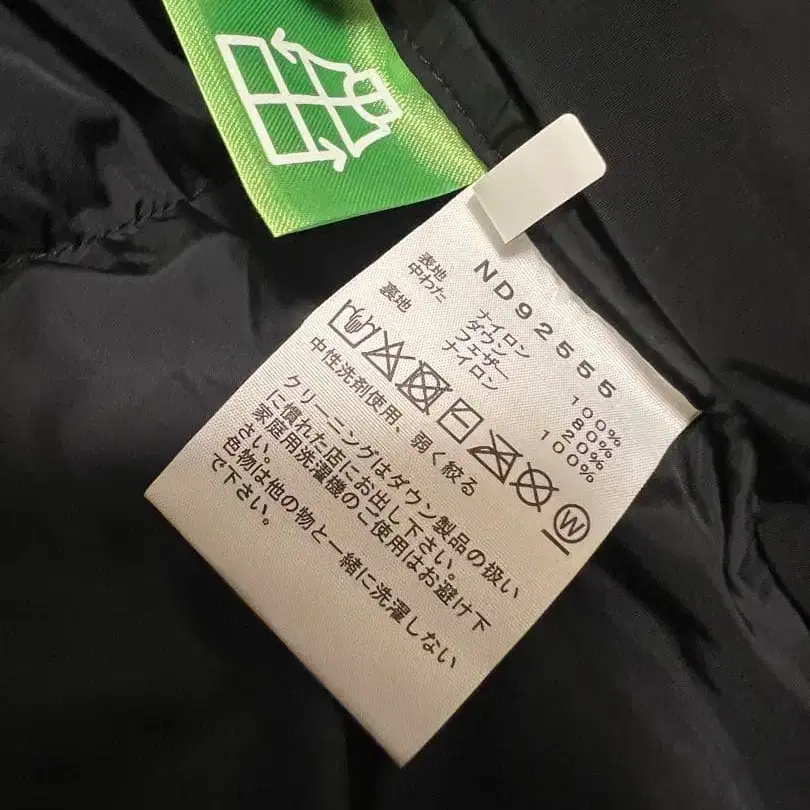 ND92555
表地 ナイロン 100%
中わた ダウン 80%
フェザー 20%
裏地 ナイロン 100%
W
中性洗剤使用、弱く絞る
クリーニングはダウン製品の扱い
に慣れた店にお出し下さい。
家庭用洗濯機のご使用はお避け下
さい。
色物は他の物と一緒に洗濯しない
で下さい。